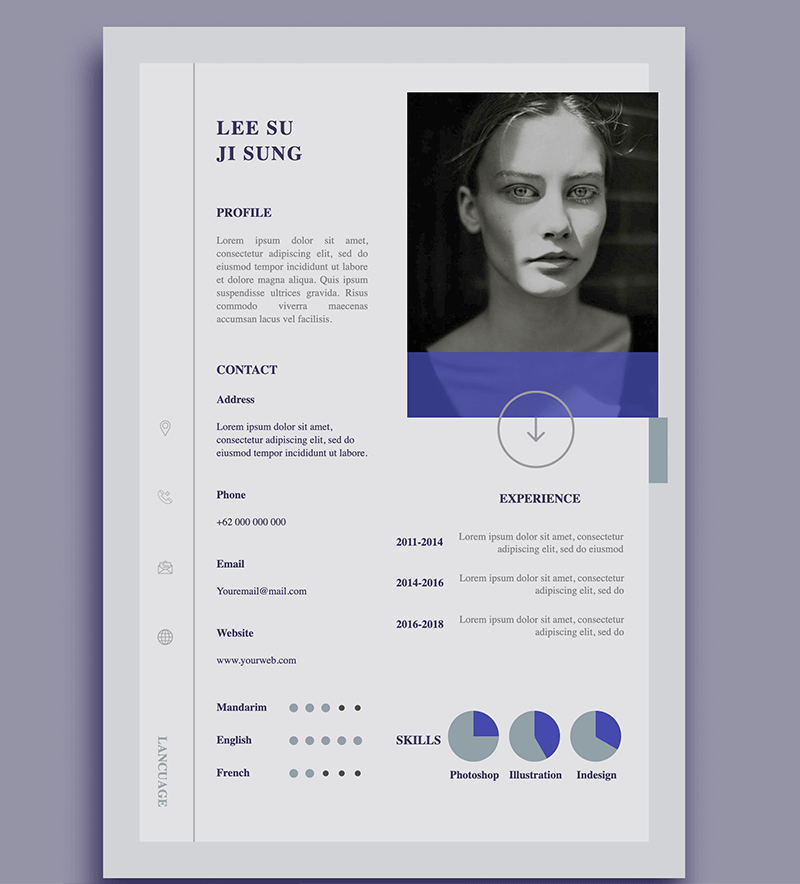 LEE SU
JI SUNG
PROFILE
Lorem ipsum dolor sit amet,
consectetur adipiscing elit, sed do
eiusmod tempor incididunt ut labore
et dolore magna aliqua. Quis ipsum
suspendisse ultrices gravida. Risus
commodo viverra maecenas
accumsan lacus vel facilisis.
CONTACT
Address
Lorem ipsum dolor sit amet,
consectetur adipiscing elit, sed do
eiusmod tempor incididunt ut labore.
Phone
+62 000 000 000
Email
Youremail@mail.com
Website
www.yourweb.com
LANCUAGE
Mandarim
English
French
EXPERIENCE
2011-2014
Lorem ipsum dolor sit amet, consectetur
adipiscing elit, sed do eiusmod
2014-2016
Lorem ipsum dolor sit amet, consectetur
adipiscing elit, sed do
2016-2018
Lorem ipsum dolor sit amet, consectetur
adipiscing elit, sed do
SKILLS
Photoshop
Illustration
Indesign